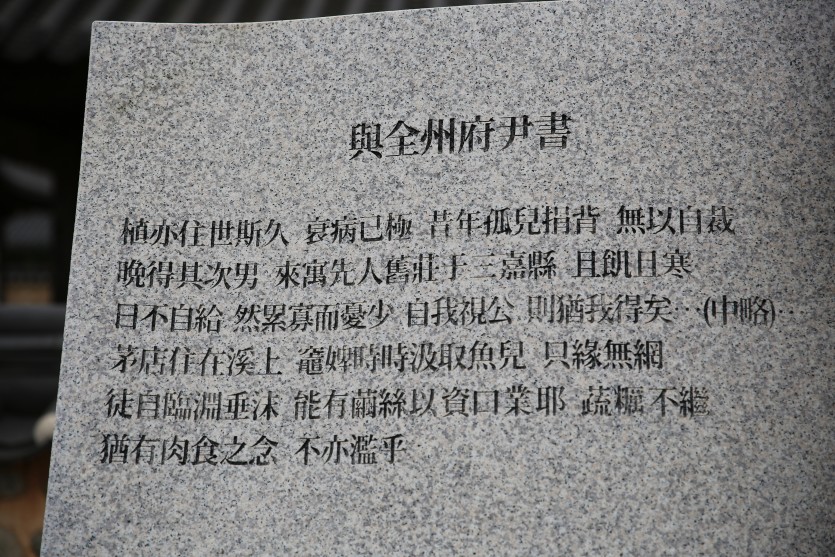 與全州府尹書
植亦住世斯久 衰病已極 昔年孤兒捐背 無以自裁
晩得其次男 來寓先人舊莊于三嘉縣 且飢且寒
日不自給 然累寡而憂少 自我視公 則猶我得矣…(中略)…
茅店住在溪上 竈婢時時汲取魚兒 只緣無網
徒自臨淵垂沫 能有繭絲以資口業耶 蔬糲不繼
猶有肉食之念 不亦濫乎